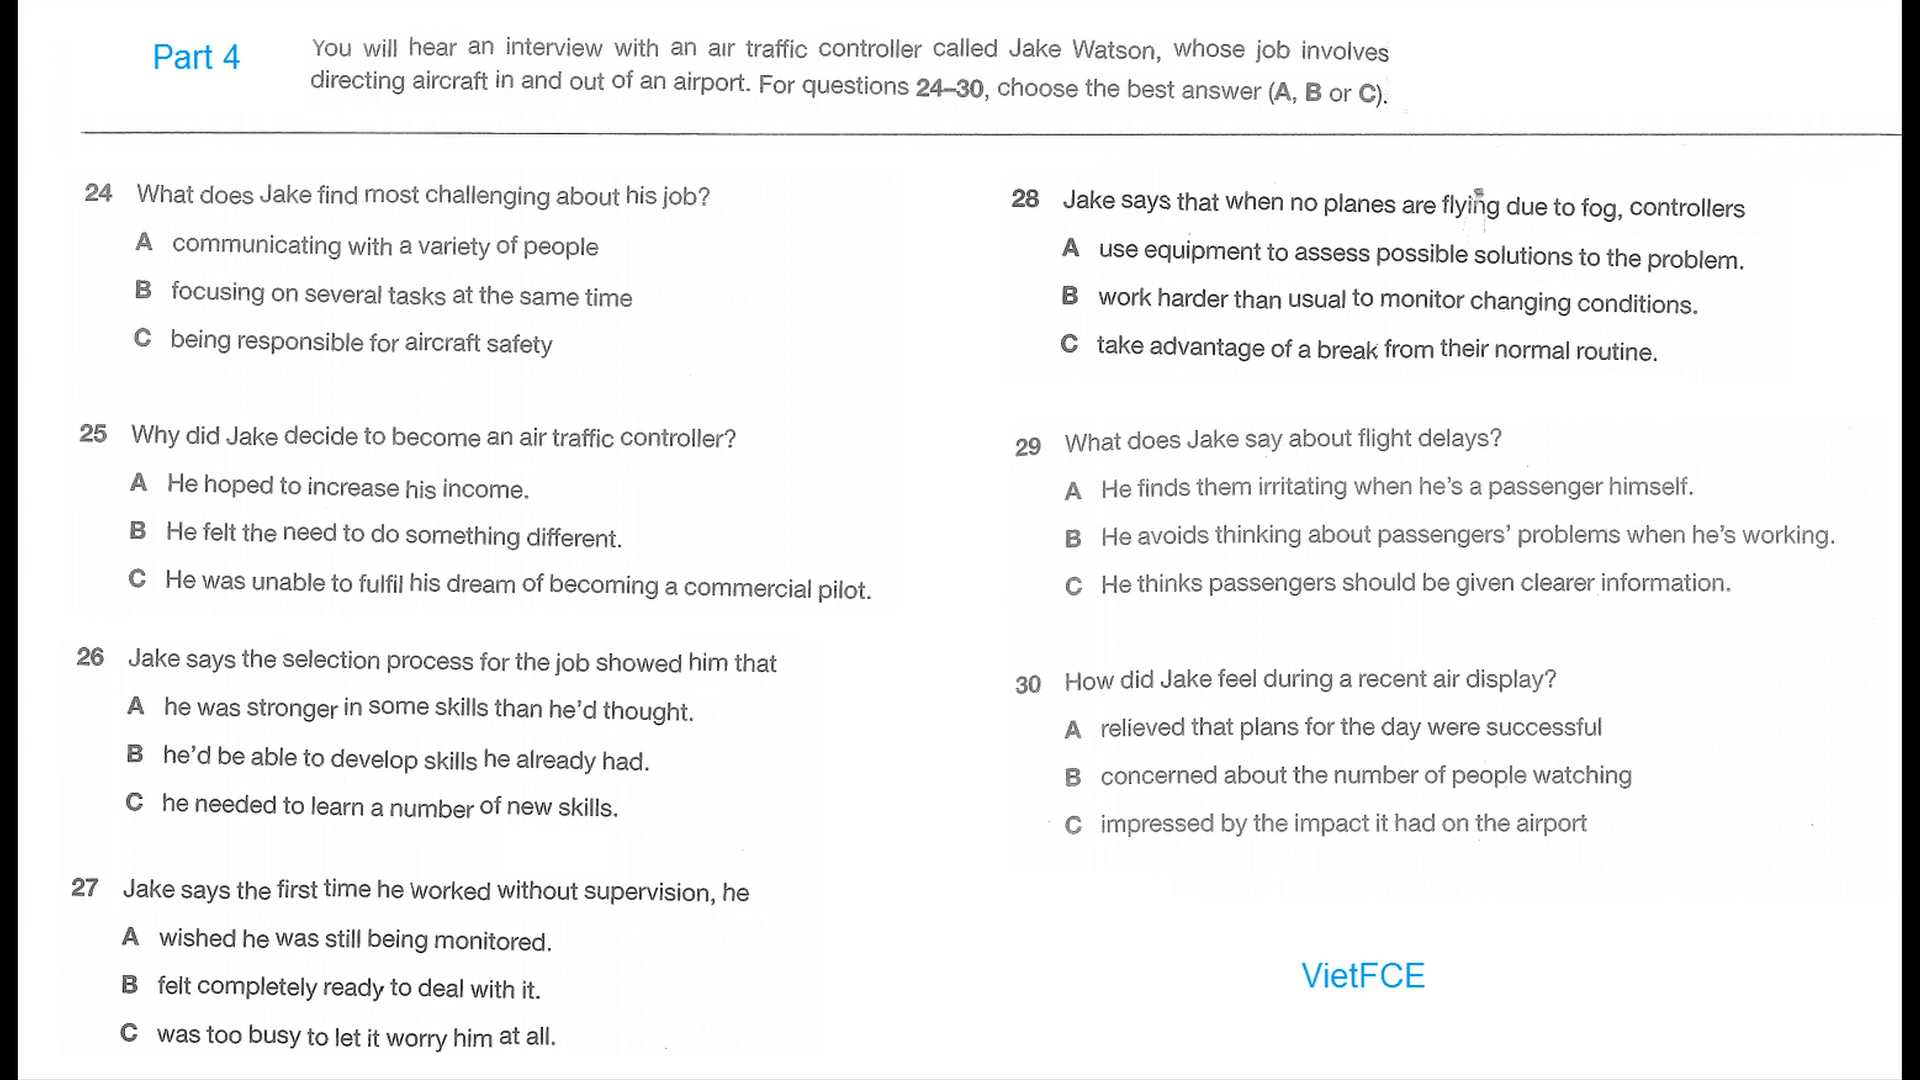 Part 4
You will hear an interview with an air traffic controller called Jake Watson, whose job involves
directing aircraft in and out of an airport. For questions 24–30, choose the best answer (A, B or C).
24 What does Jake find most challenging about his job?
A communicating with a variety of people
B focusing on several tasks at the same time
C being responsible for aircraft safety
25 Why did Jake decide to become an air traffic controller?
A He hoped to increase his income.
B He felt the need to do something different.
C He was unable to fulfil his dream of becoming a commercial pilot.
26 Jake says the selection process for the job showed him that
A he was stronger in some skills than he'd thought.
B he'd be able to develop skills he already had.
C he needed to learn a number of new skills.
27 Jake says the first time he worked without supervision, he
A wished he was still being monitored.
B felt completely ready to deal with it.
C was too busy to let it worry him at all.
28 Jake says that when no planes are flying due to fog, controllers
A use equipment to assess possible solutions to the problem.
B work harder than usual to monitor changing conditions.
C take advantage of a break from their normal routine.
29 What does Jake say about flight delays?
A He finds them irritating when he's a passenger himself.
B He avoids thinking about passengers' problems when he's working.
C He thinks passengers should be given clearer information.
30 How did Jake feel during a recent air display?
A relieved that plans for the day were successful
B concerned about the number of people watching
C impressed by the impact it had on the airport
VietFCE